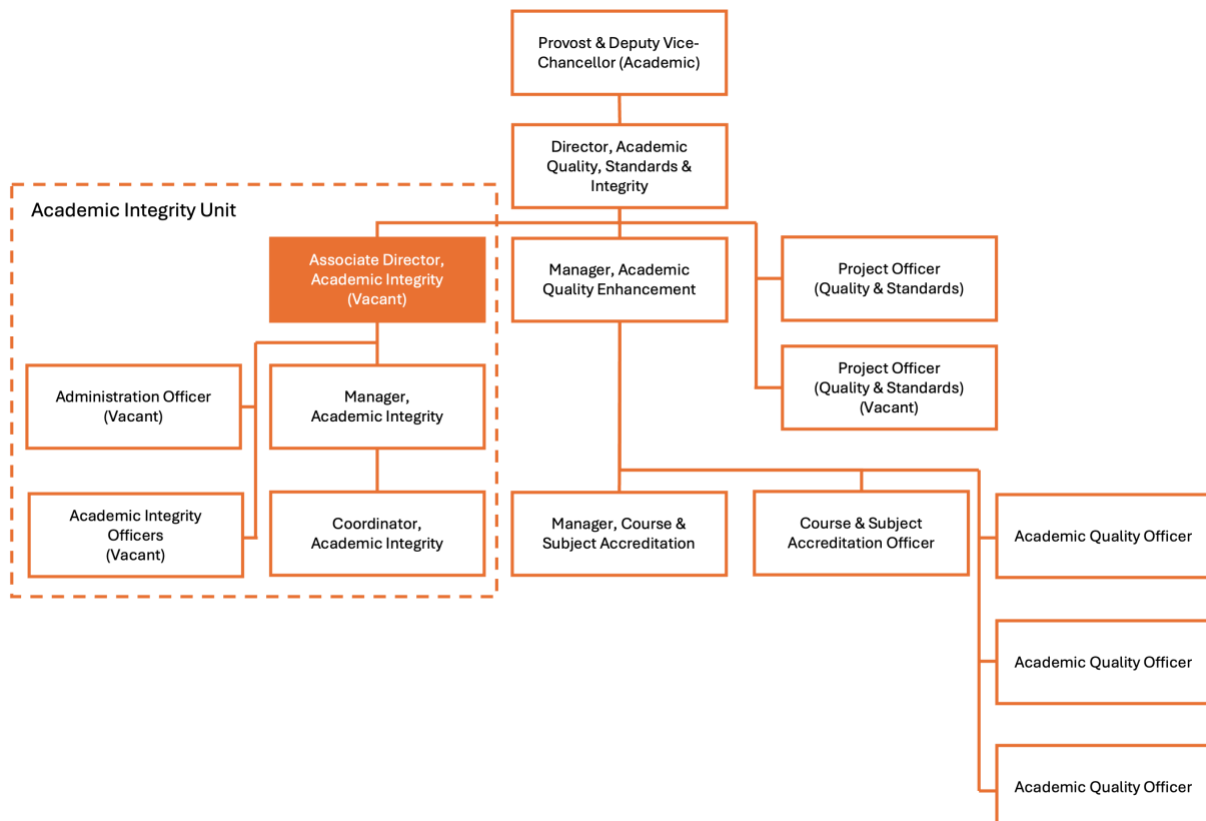 Provost & Deputy Vice-
Chancellor (Academic)
Director, Academic
Quality, Standards &
Integrity
Academic Integrity Unit
Associate Director,
Academic Integrity
(Vacant)
Manager, Academic
Quality Enhancement
Project Officer
(Quality & Standards)
Project Officer
(Quality & Standards)
(Vacant)
Administration Officer
(Vacant)
Manager,
Academic Integrity
Academic Integrity
Officers
(Vacant)
Coordinator,
Academic Integrity
Manager, Course &
Subject Accreditation
Course & Subject
Accreditation Officer
Academic Quality Officer
Academic Quality Officer
Academic Quality Officer